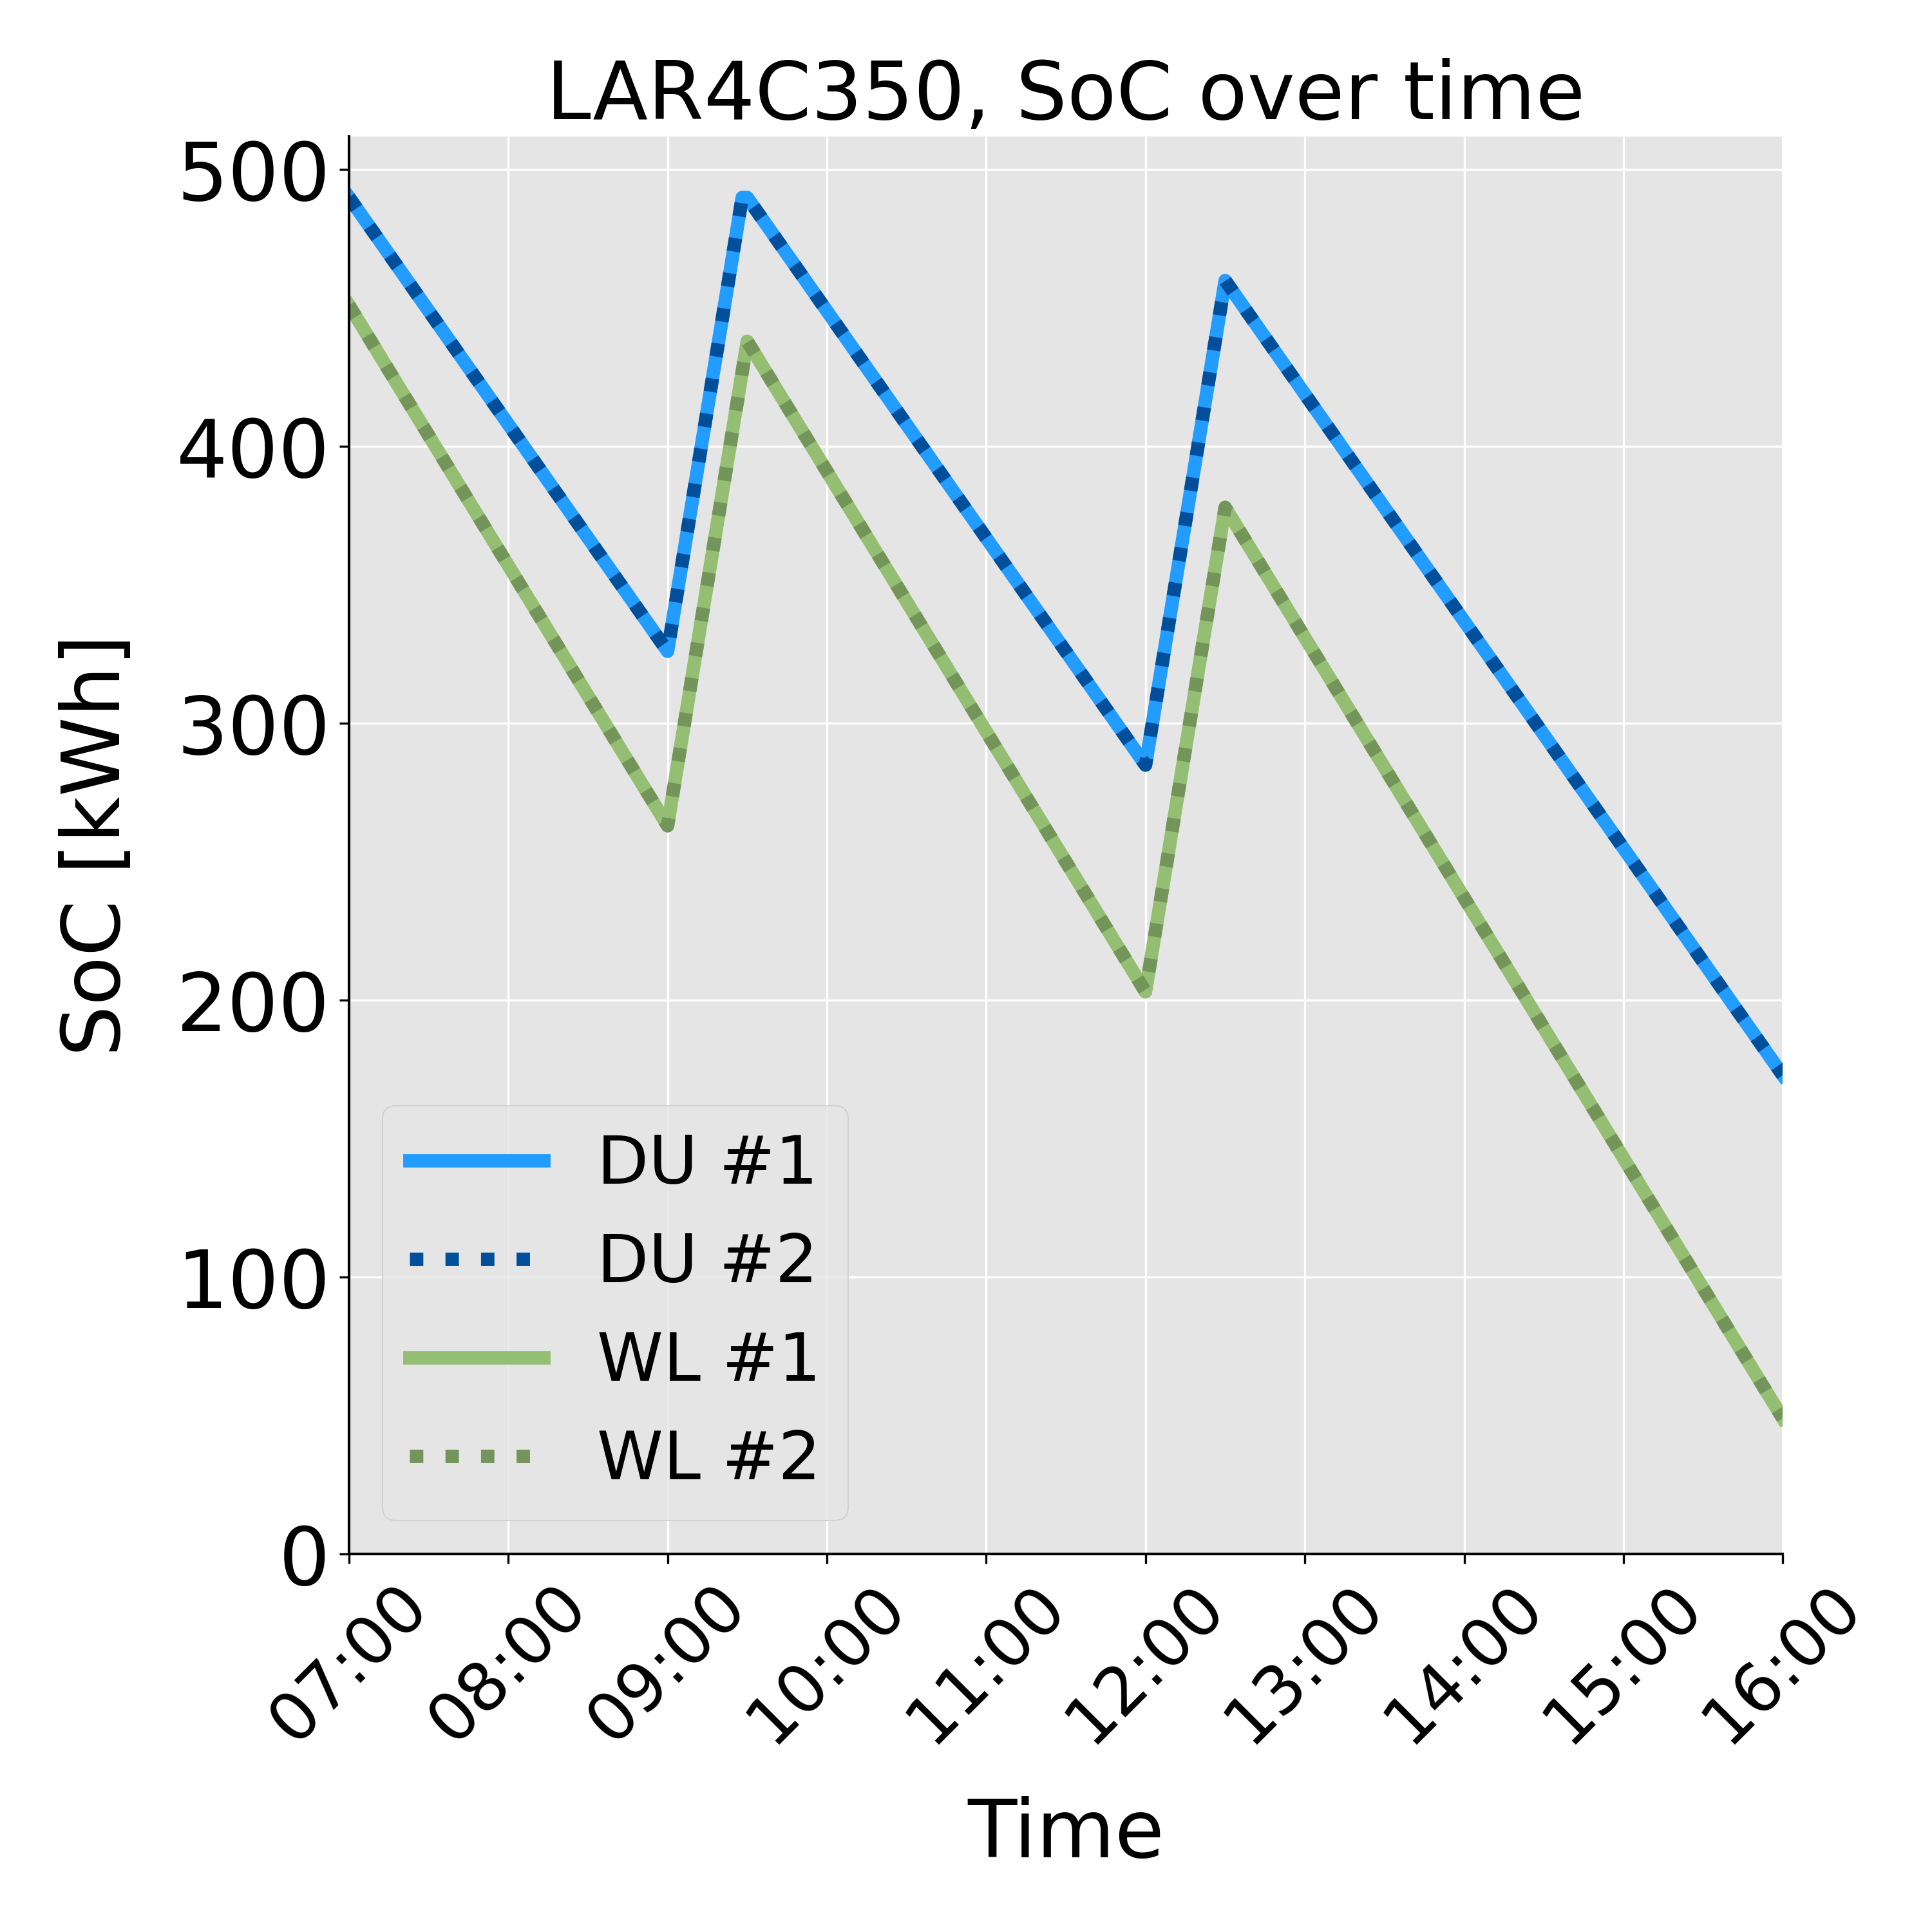 LAR4C350, SoC over time
SoC [kWh]
500
400
300
200
100
0
DU #1
DU #2
WL #1
WL #2
07:00 08:00 09:00 10:00 11:00 12:00 13:00 14:00 15:00 16:00
Time